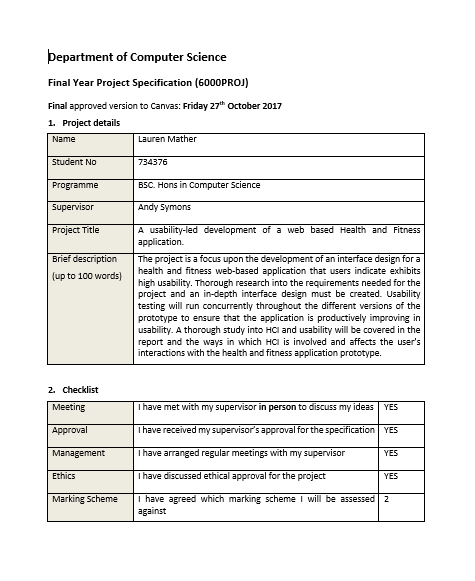 Department of Computer Science
Final Year Project Specification (6000PROJ)
Final approved version to Canvas: Friday 27th October 2017
1. Project details
Name Lauren Mather
Student No 734376
Programme BSC. Hons in Computer Science
Supervisor Andy Symons
Project Title A usability-led development of a web based Health and Fitness
application.
Brief description The project is a focus upon the development of an interface design for a
(up to 100 words) health and fitness web-based application that users indicate exhibits
high usability. Thorough research into the requirements needed for the
project and an in-depth interface design must be created. Usability
testing will run concurrently throughout the different versions of the
prototype to ensure that the application is productively improving in
usability. A thorough study into HCI and usability will be covered in the
report and the ways in which HCI is involved and affects the user's
interactions with the health and fitness application prototype.
2. Checklist
Meeting I have met with my supervisor in person to discuss my ideas YES
Approval I have received my supervisor's approval for the specification YES
Management I have arranged regular meetings with my supervisor YES
Ethics I have discussed ethical approval for the project YES
Marking Scheme I have agreed which marking scheme I will be assessed 2
against